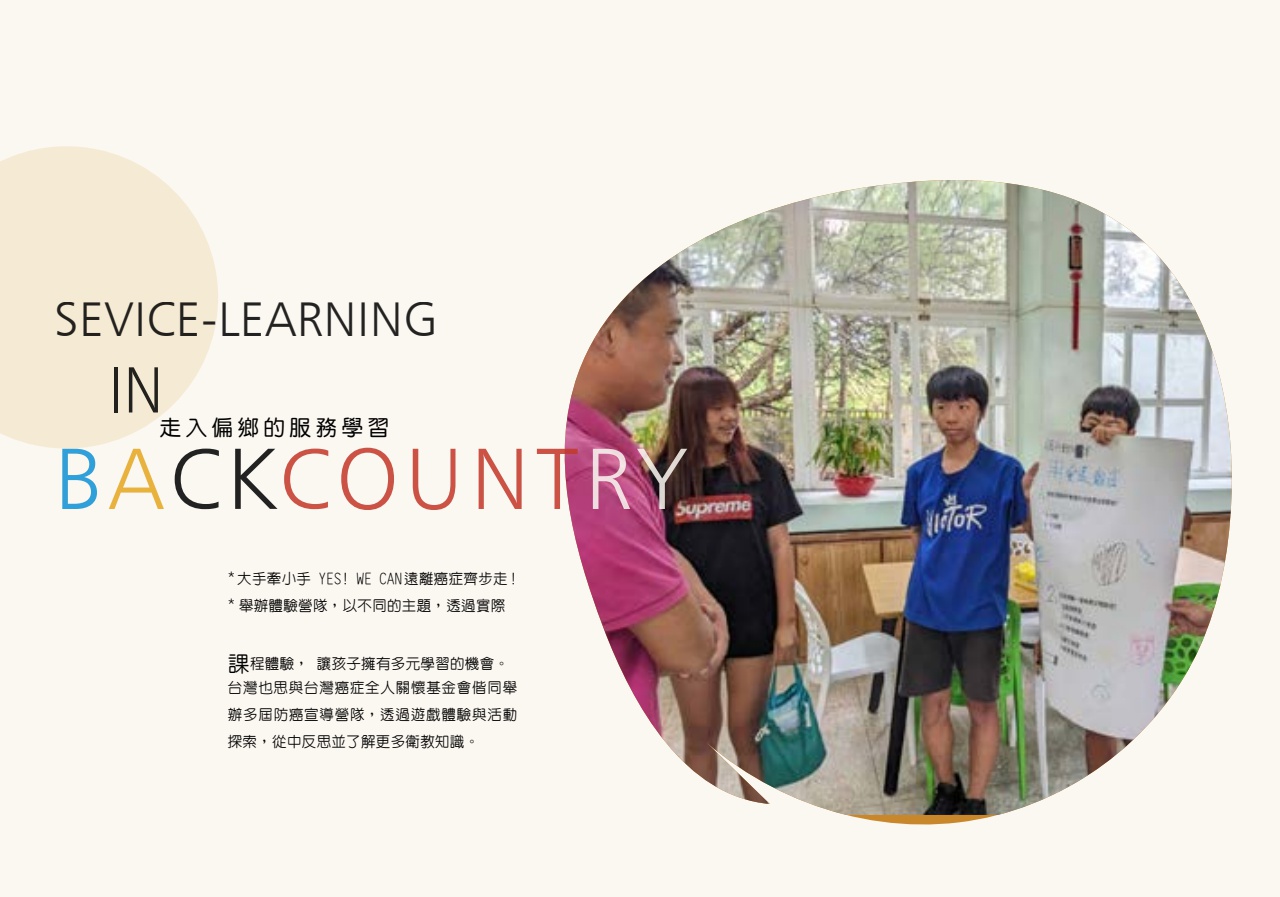 SEVICE-LEARNING
IN
走入偏鄉的服務學習
BACKCOUNTRY
*大手牽小手 YES! WE CAN遠離癌症齊步走!
* 舉辦體驗營隊，以不同的主題，透過實際
課程體驗， 讓孩子擁有多元學習的機會。
台灣也思與台灣癌症全人關懷基金會偕同舉
辦多屆防癌宣導營隊，透過遊戲體驗與活動
探索，從中反思並了解更多衛教知識。
Supreme
VICTOR